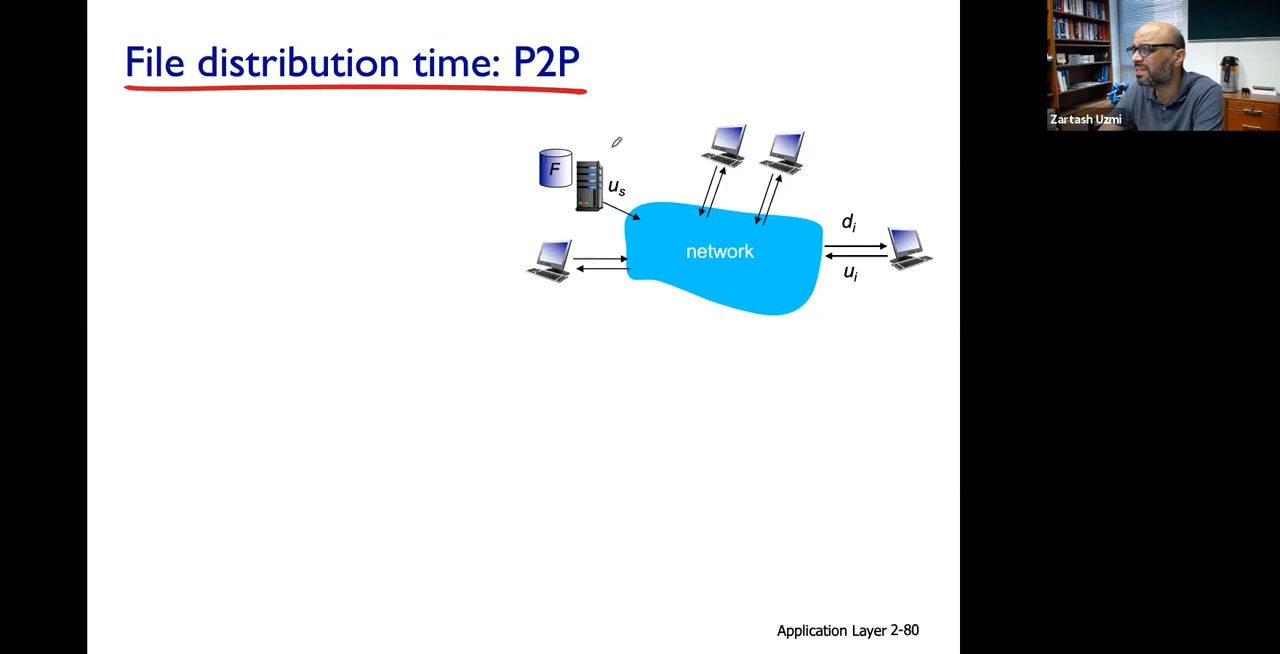 File distribution time: P2P
Zartash Uzmi
F
us
di
network
ui
Application Layer 2-80